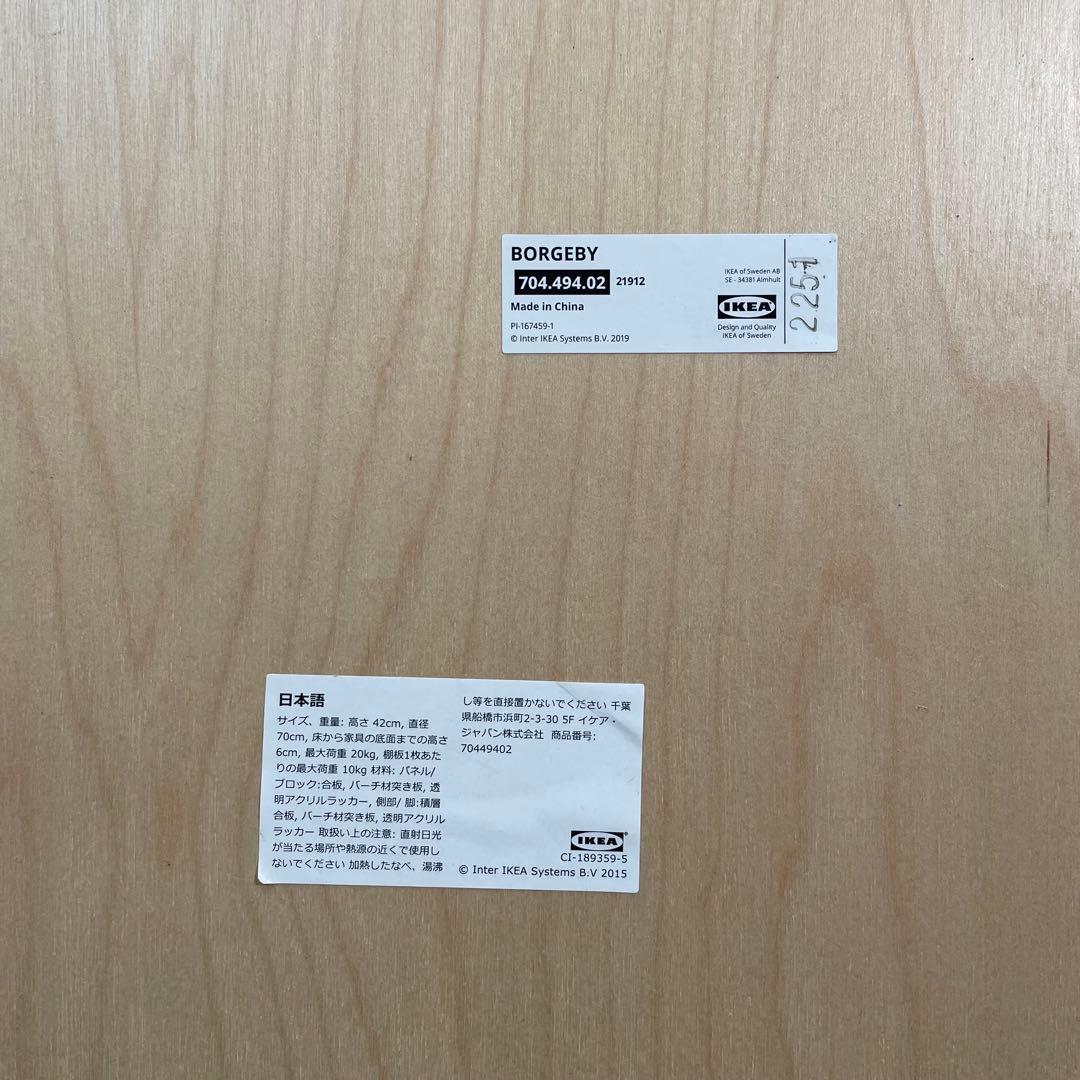 BORGEBY
704.494.02 21912
Made in China
PI-167459-1
© Inter IKEA Systems B.V. 2019
IKEA of Sweden AB
SE - 34381 Älmhult
IKEA
Design and Quality
IKEA of Sweden
2251
日本語
サイズ、重量: 高さ 42cm, 直径
70cm, 床から家具の底面までの高さ
6cm, 最大荷重 20kg, 棚板1枚あた
りの最大荷重 10kg 材料: パネル/
ブロック:合板, バーチ材突き板, 透
明アクリルラッカー, 側部/ 脚:積層
合板, バーチ材突き板, 透明アクリル
ラッカー 取扱い上の注意: 直射日光
が当たる場所や熱源の近くで使用し
ないでください 加熱したなべ、湯沸
し等を直接置かないでください 千葉
県船橋市浜町2-3-30 5F イケア・
ジャパン株式会社 商品番号:
70449402
IKEA
CI-189359-5
© Inter IKEA Systems B.V 2015